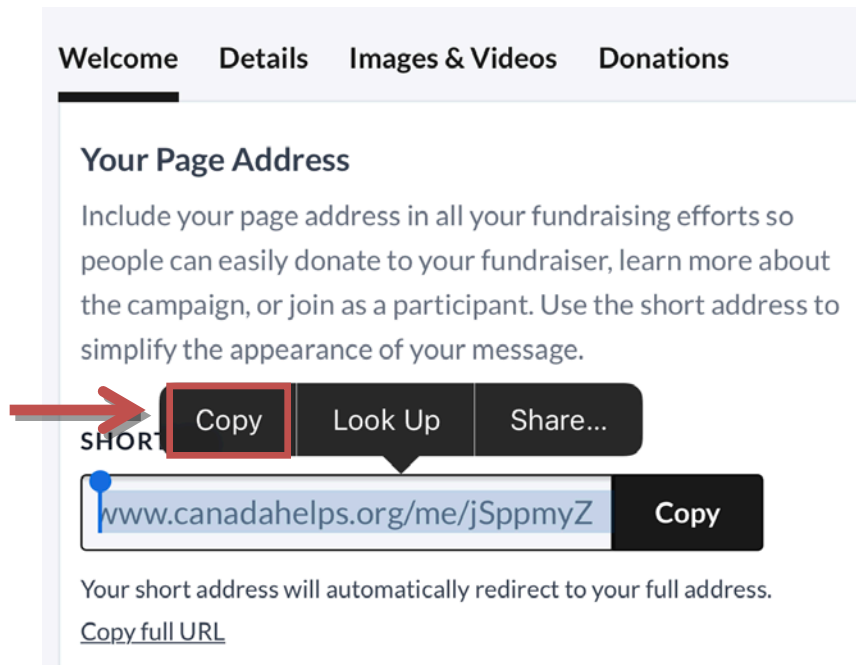 Welcome Details Images & Videos Donations
Your Page Address
Include your page address in all your fundraising efforts so
people can easily donate to your fundraiser, learn more about
the campaign, or join as a participant. Use the short address to
simplify the appearance of your message.
Copy Look Up Share...
SHORT
www.canadahelps.org/me/jSppmyZ Copy
Your short address will automatically redirect to your full address.
Copy full URL